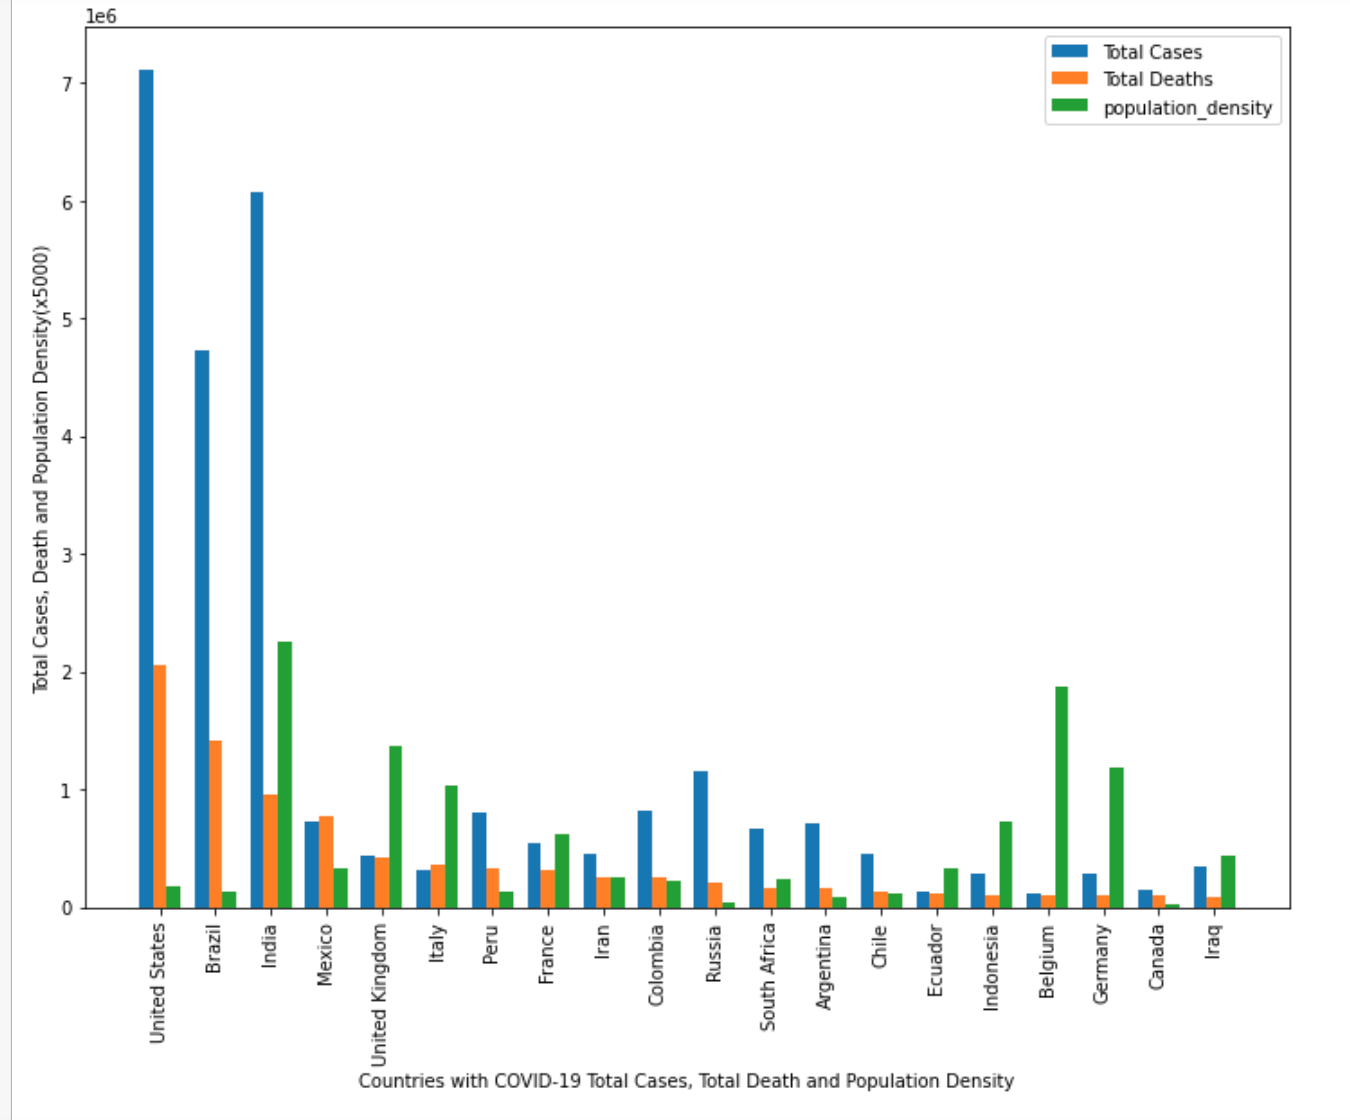 1e6
Total Cases
Total Deaths
population_density
7
6
5
4
3
2
1
0
Total Cases, Death and Population Density(x5000)
United States
Brazil
India
Mexico
United Kingdom
Italy
Peru
France
Iran
Colombia
Russia
South Africa
Argentina
Chile
Ecuador
Indonesia
Belgium
Germany
Canada
Iraq
Countries with COVID-19 Total Cases, Total Death and Population Density